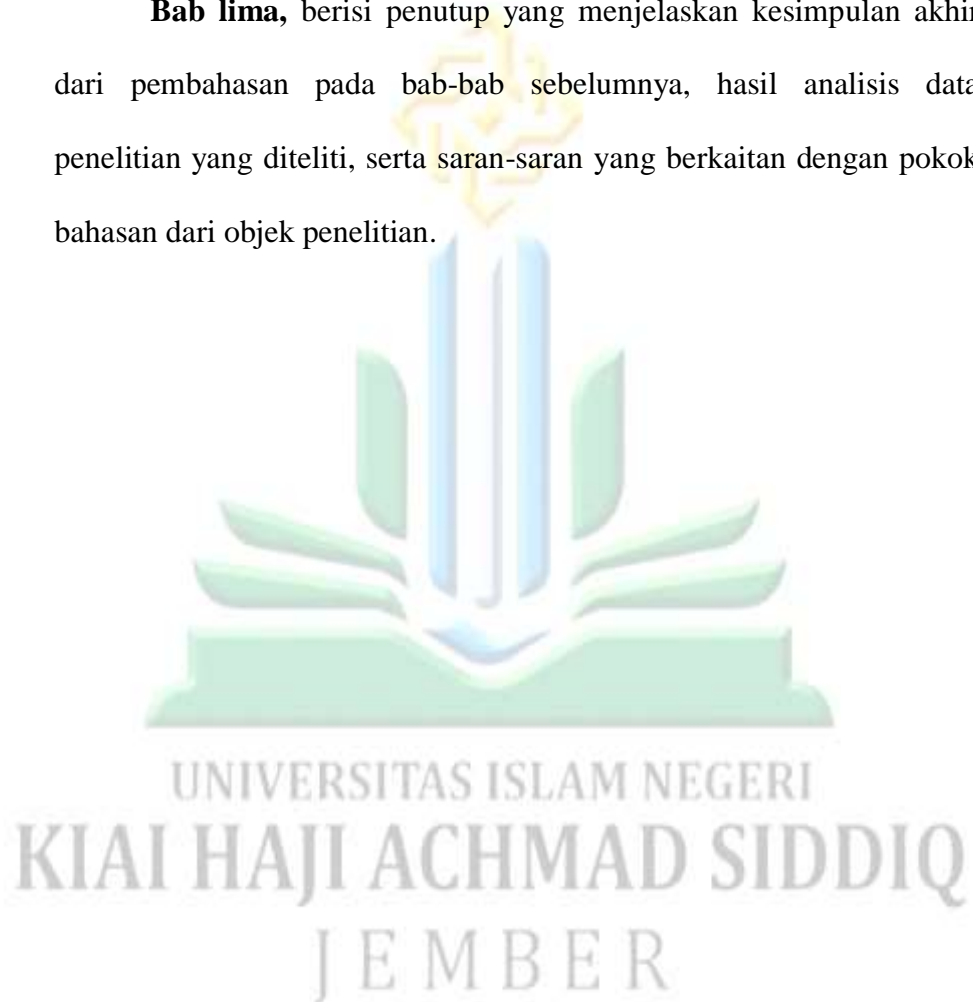 Bab lima, berisi penutup yang menjelaskan kesimpulan akhir
dari pembahasan pada bab-bab sebelumnya, hasil analisis data
penelitian yang diteliti, serta saran-saran yang berkaitan dengan pokok
bahasan dari objek penelitian.
UNIVERSITAS ISLAM NEGERI
KIAI HAJI ACHMAD SIDDIQ
JEMBER